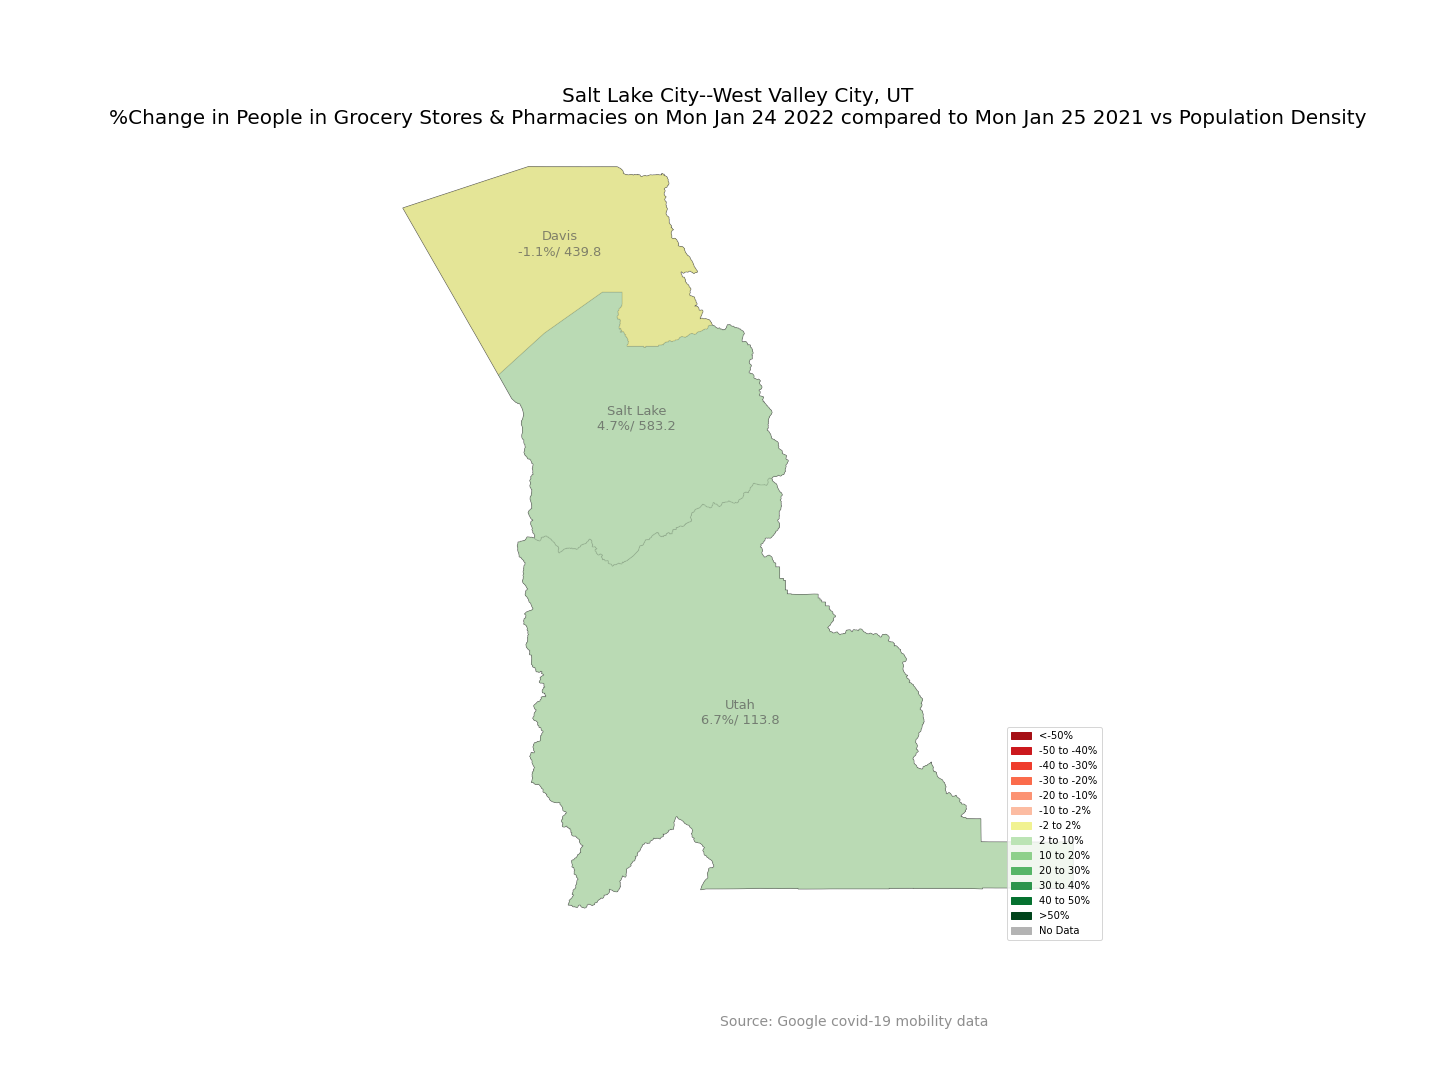 Salt Lake City--West Valley City, UT
%Change in People in Grocery Stores & Pharmacies on Mon Jan 24 2022 compared to Mon Jan 25 2021 vs Population Density
Davis
-1.1%/ 439.8
Salt Lake
4.7%/ 583.2
Utah
6.7%/ 113.8
<-50%
-50 to -40%
-40 to -30%
-30 to -20%
-20 to -10%
-10 to -2%
-2 to 2%
2 to 10%
10 to 20%
20 to 30%
30 to 40%
40 to 50%
>50%
No Data
Source: Google covid-19 mobility data